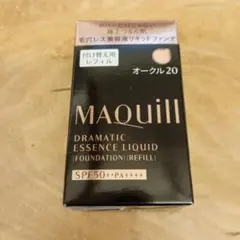 毛穴レス美容液リキッドファンデ
付け替え用
レフィル
オークル20
MAQuill
DRAMATIC
ESSENCE LIQUID
(FOUNDATION) (REFILL)
SPF50+・PA++++